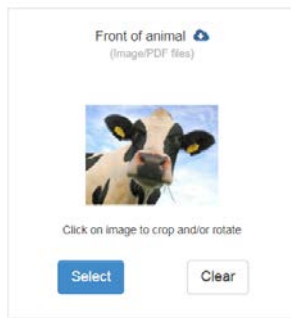 Front of animal
(Image/PDF files)
Click on image to crop and/or rotate
Select
Clear